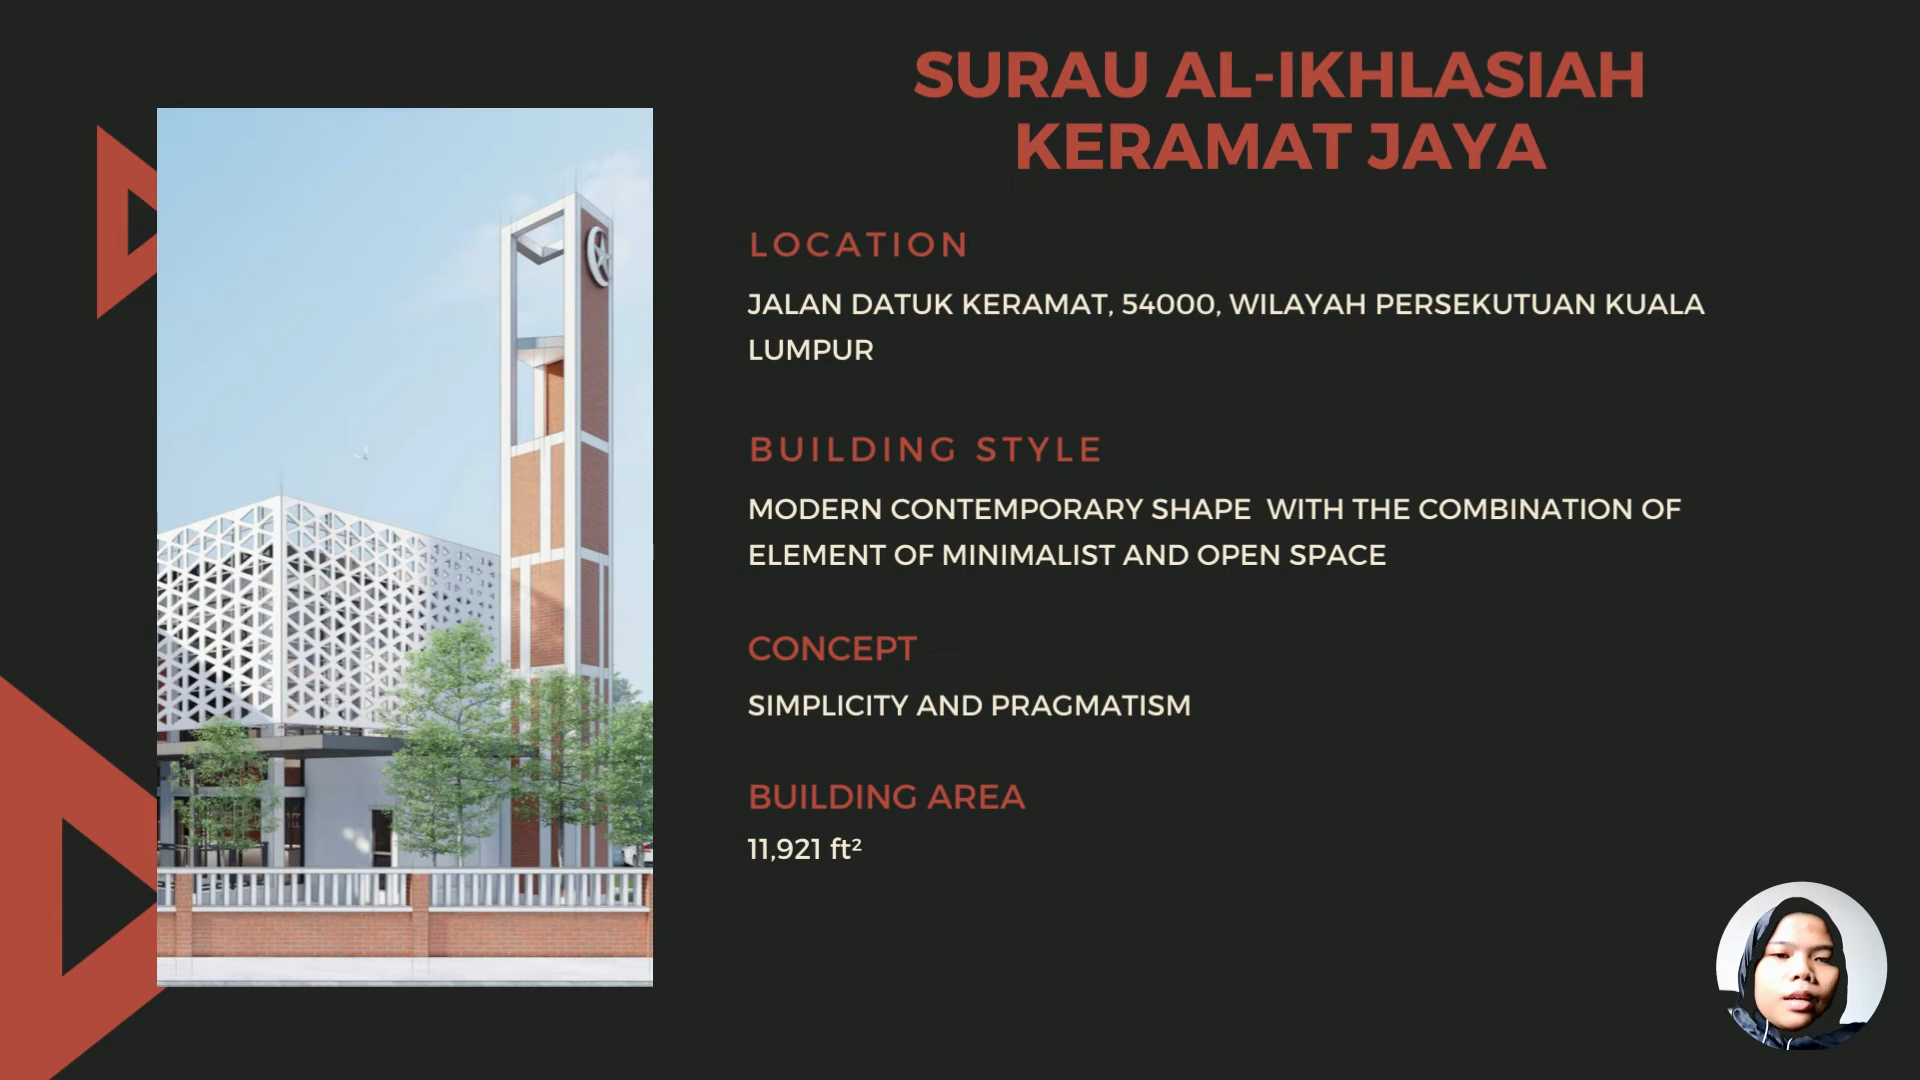 SURAU AL-IKHLASIAH
KERAMAT JAYA
LOCATION
JALAN DATUK KERAMAT, 54000, WILAYAH PERSEKUTUAN KUALA
LUMPUR
BUILDING STYLE
MODERN CONTEMPORARY SHAPE WITH THE COMBINATION OF
ELEMENT OF MINIMALIST AND OPEN SPACE
CONCEPT
SIMPLICITY AND PRAGMATISM
BUILDING AREA
11,921 ft²